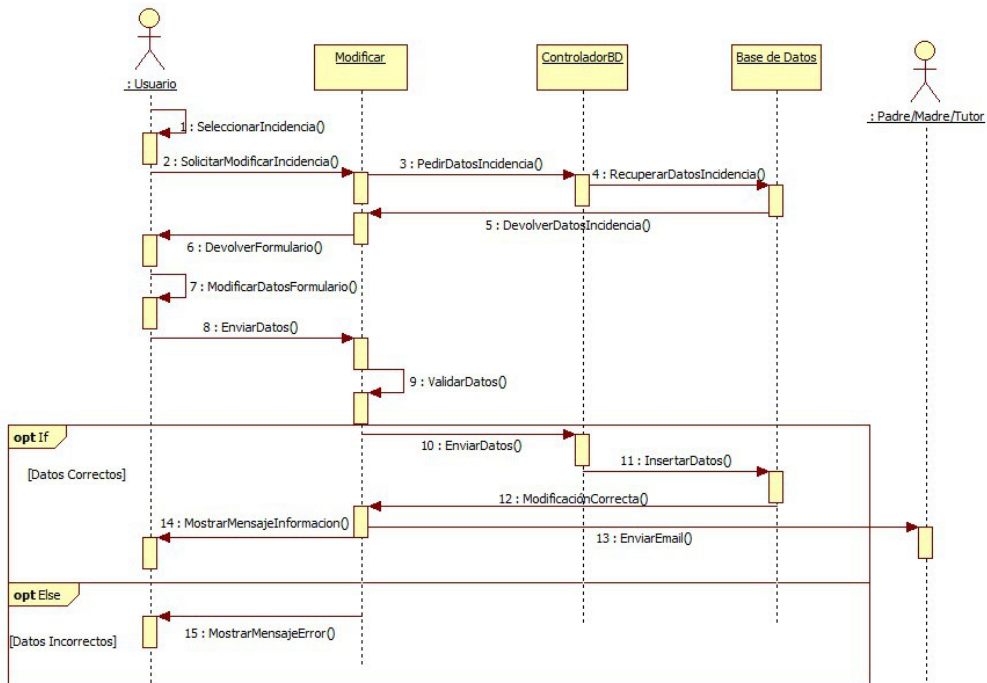 : Usuario
Modificar
ControladorBD
Base de Datos
: Padre/Madre/Tutor
1 : SeleccionarIncidencia()
2 : SolicitarModificarIncidencia()
3 : PedirDatosIncidencia()
4 : RecuperarDatosIncidencia()
5 : DevolverDatosIncidencia()
6 : DevolverFormulario()
7 : ModificarDatosFormulario()
8 : EnviarDatos()
9 : ValidarDatos()
opt If
[Datos Correctos]
10 : EnviarDatos()
11 : InsertarDatos()
12 : ModificaciónCorrecta()
14 : MostrarMensajeInformacion()
13 : EnviarEmail()
opt Else
[Datos Incorrectos]
15 : MostrarMensajeError()